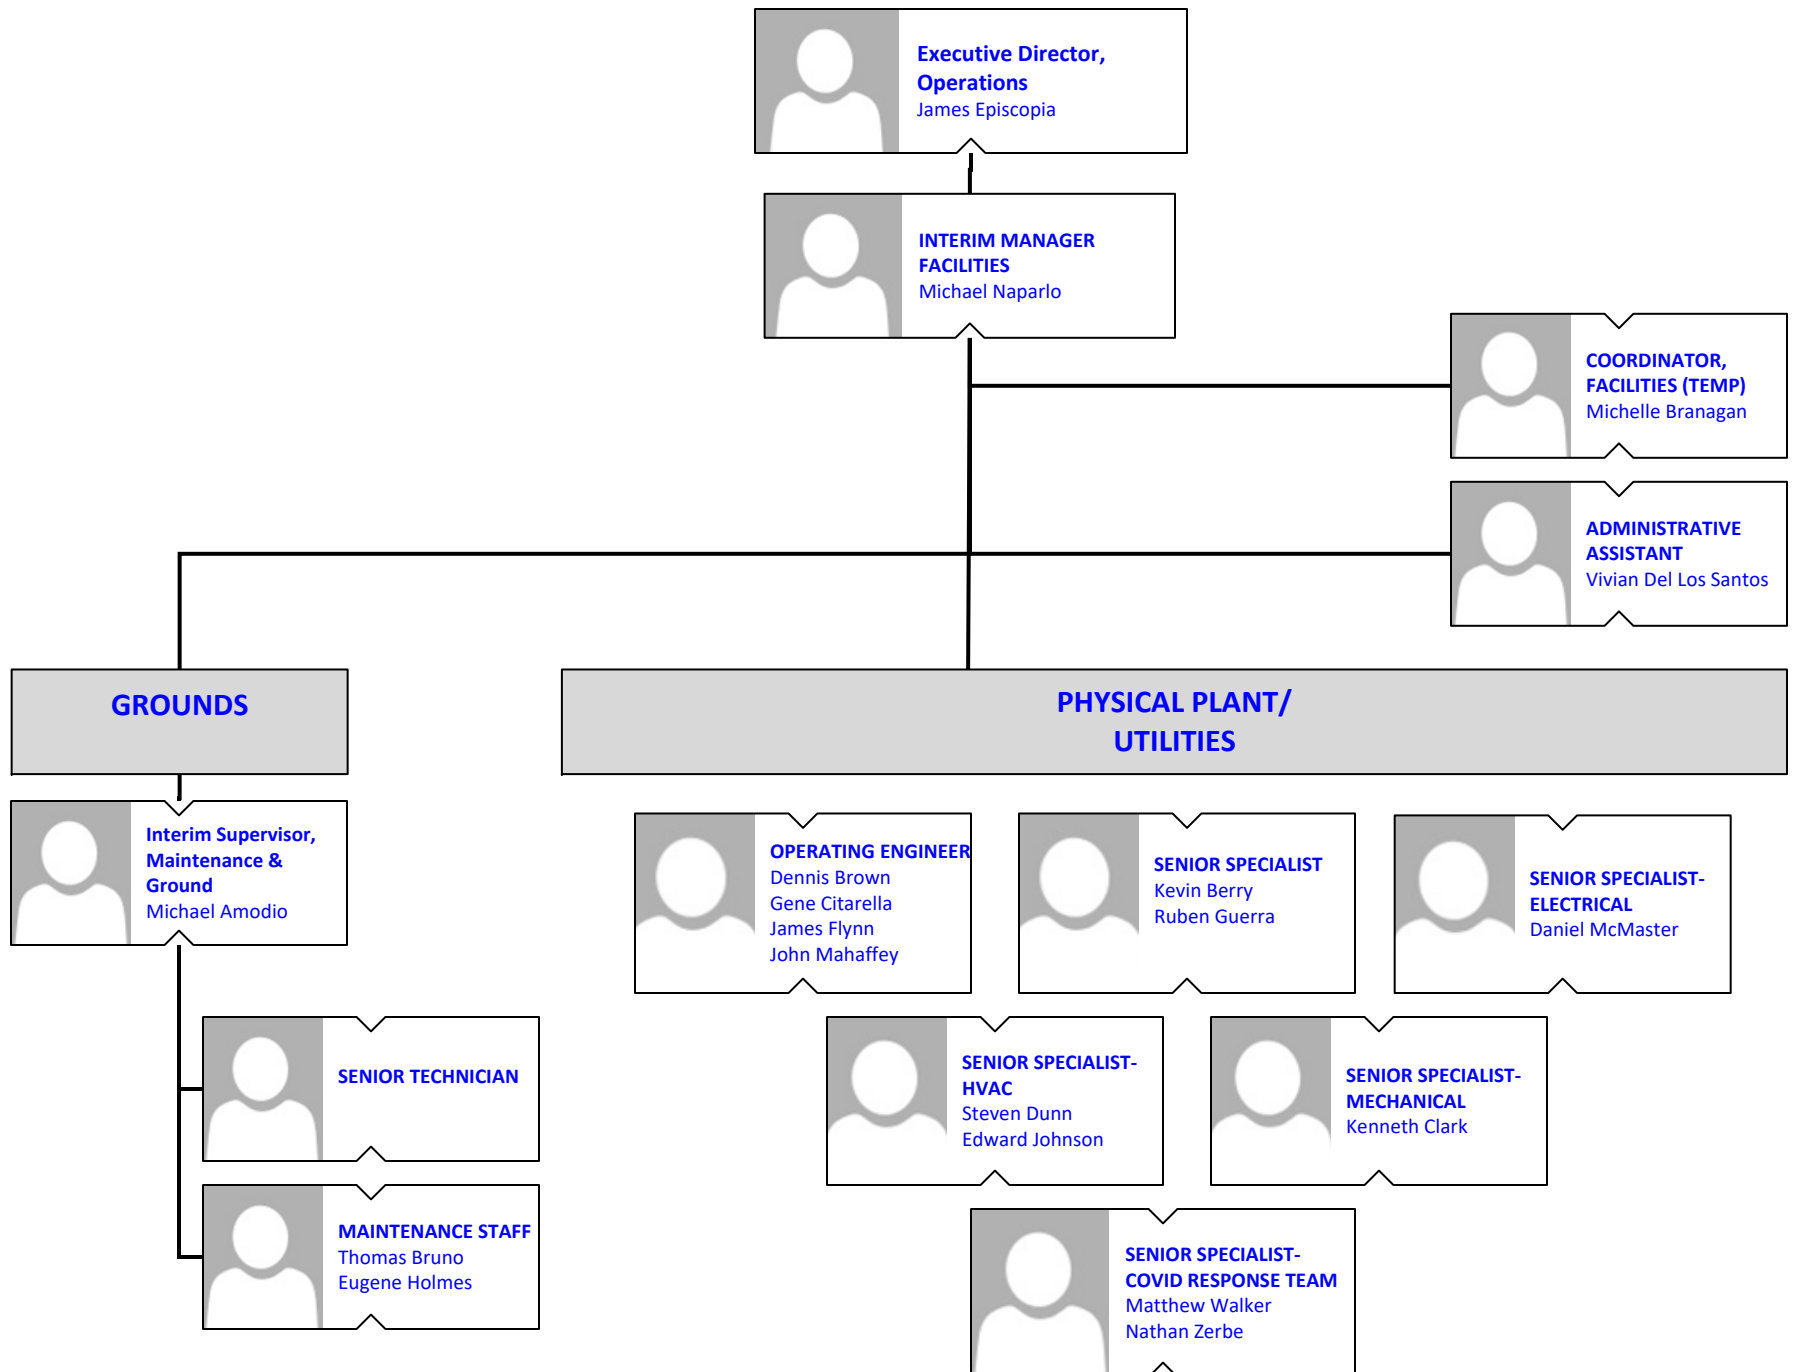 Executive Director,
Operations
James Episcopia
INTERIM MANAGER
FACILITIES
Michael Naparlo
COORDINATOR,
FACILITIES (TEMP)
Michelle Branagan
ADMINISTRATIVE
ASSISTANT
Vivian Del Los Santos
GROUNDS
PHYSICAL PLANT/
UTILITIES
Interim Supervisor,
Maintenance &
Ground
Michael Amodio
OPERATING ENGINEER
Dennis Brown
Gene Citarella
James Flynn
John Mahaffey
SENIOR SPECIALIST
Kevin Berry
Ruben Guerra
SENIOR SPECIALIST-
ELECTRICAL
Daniel McMaster
SENIOR TECHNICIAN
SENIOR SPECIALIST-
HVAC
Steven Dunn
Edward Johnson
SENIOR SPECIALIST-
MECHANICAL
Kenneth Clark
MAINTENANCE STAFF
Thomas Bruno
Eugene Holmes
SENIOR SPECIALIST-
COVID RESPONSE TEAM
Matthew Walker
Nathan Zerbe